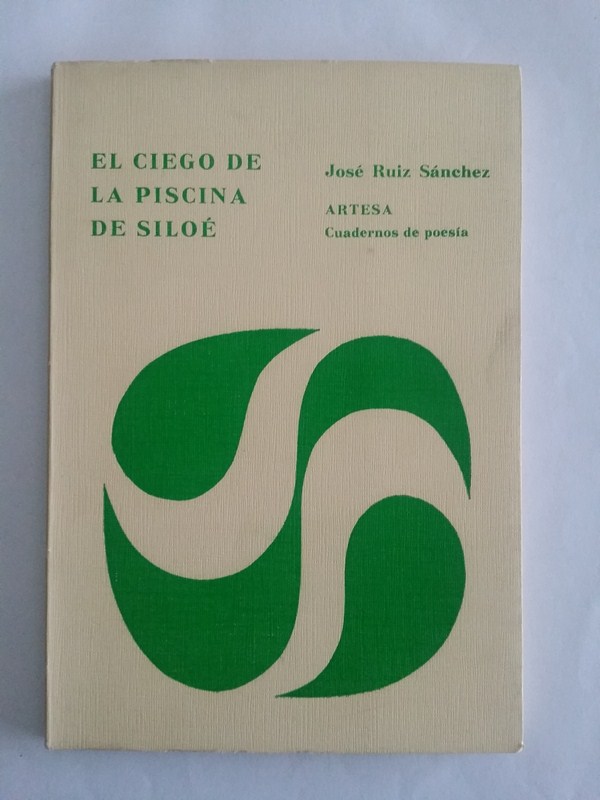 EL CIEGO DE
LA PISCINA
DE SILOÉ
José Ruiz Sánchez
ARTESA
Cuadernos de poesía